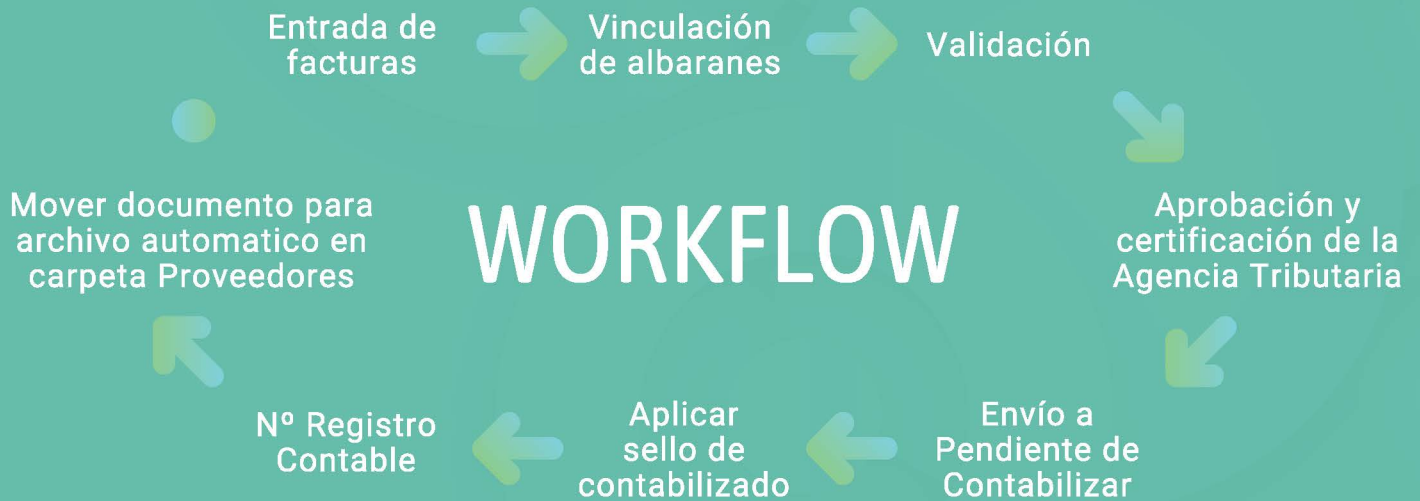 Entrada de
facturas
Vinculación
de albaranes
Validación
Aprobación y
certificación de la
Agencia Tributaria
Envío a
Pendiente de
Contabilizar
Aplicar
sello de
contabilizado
Nº Registro
Contable
Mover documento para
archivo automatico en
carpeta Proveedores
WORKFLOW